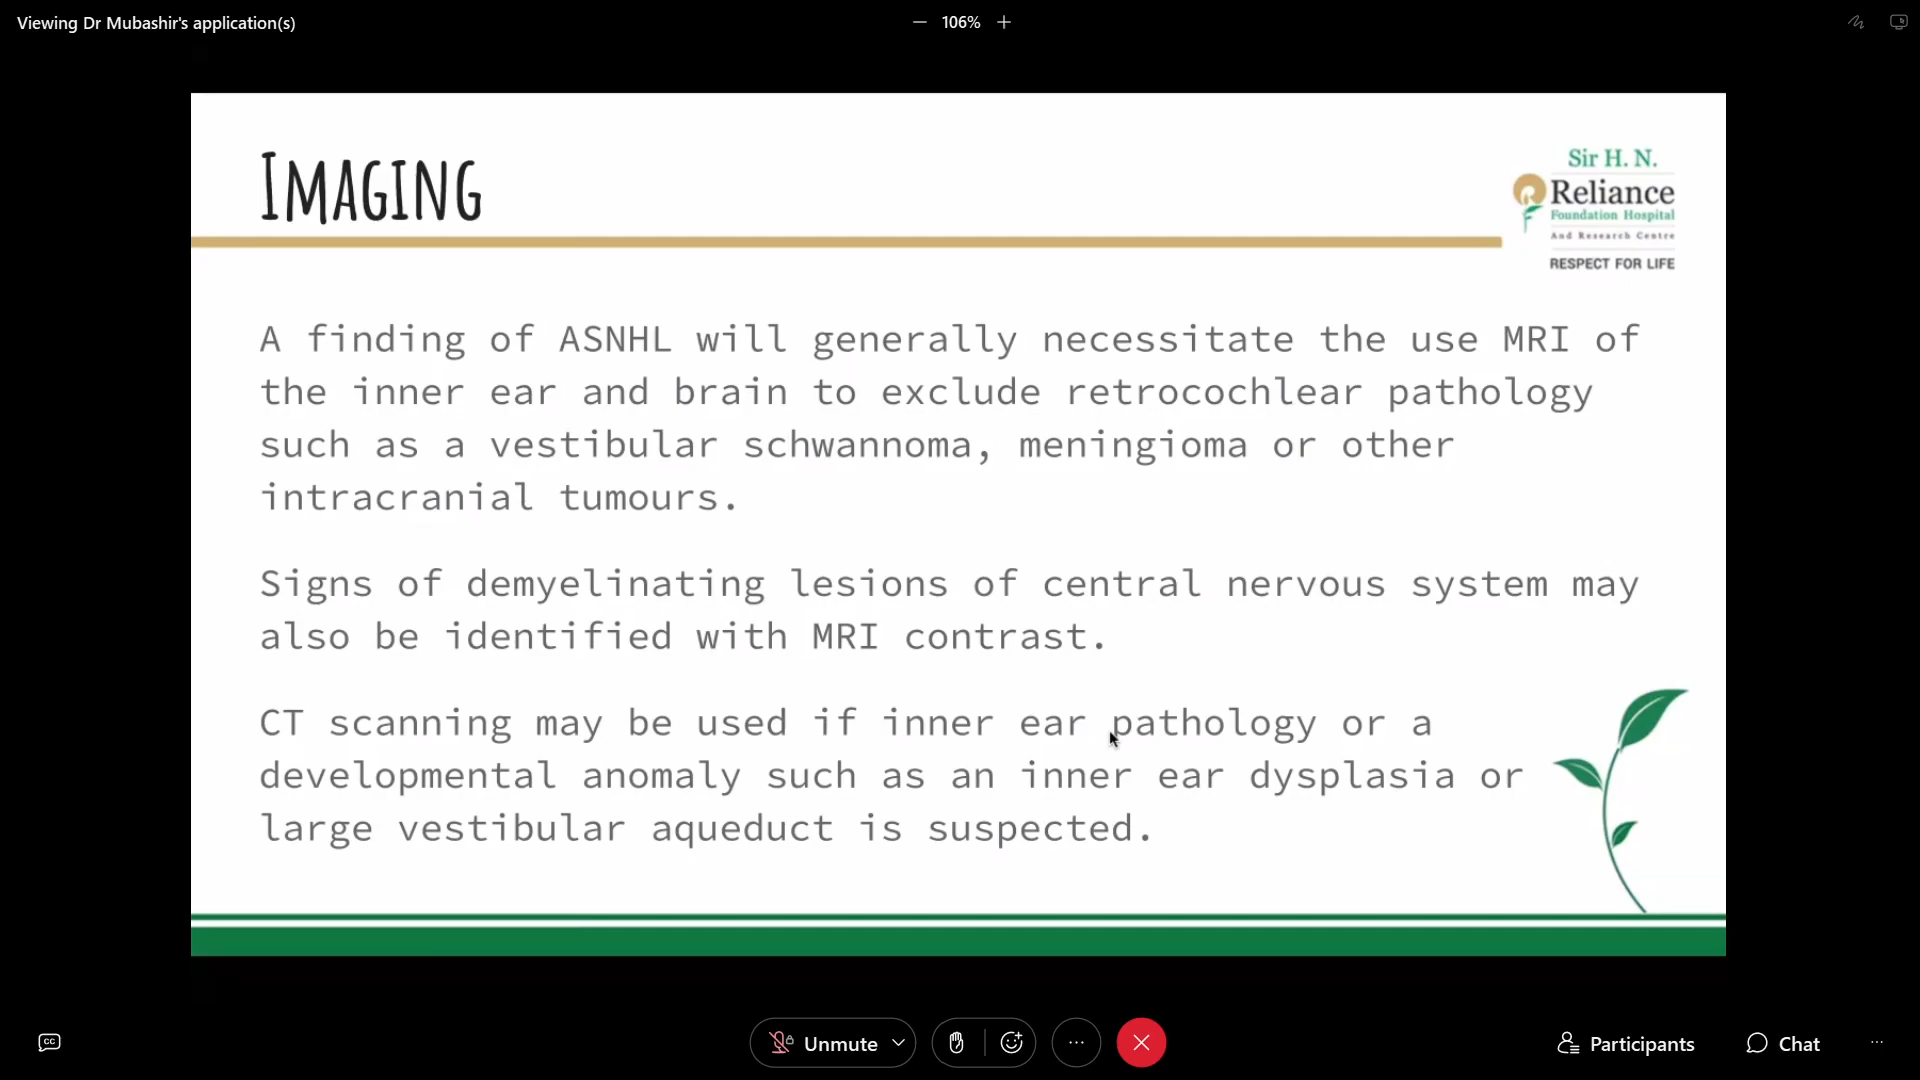 Viewing Dr Mubashir's application(s)
106%
IMAGING
Sir H. N.
Reliance
Foundation Hospital
And Research Centre
RESPECT FOR LIFE
A finding of ASNHL will generally necessitate the use MRI of
the inner ear and brain to exclude retrocochlear pathology
such as a vestibular schwannoma, meningioma or other
intracranial tumours.
Signs of demyelinating lesions of central nervous system may
also be identified with MRI contrast.
CT scanning may be used if inner ear pathology or a
developmental anomaly such as an inner ear dysplasia or
large vestibular aqueduct is suspected.
CC
Unmute
Participants
Chat